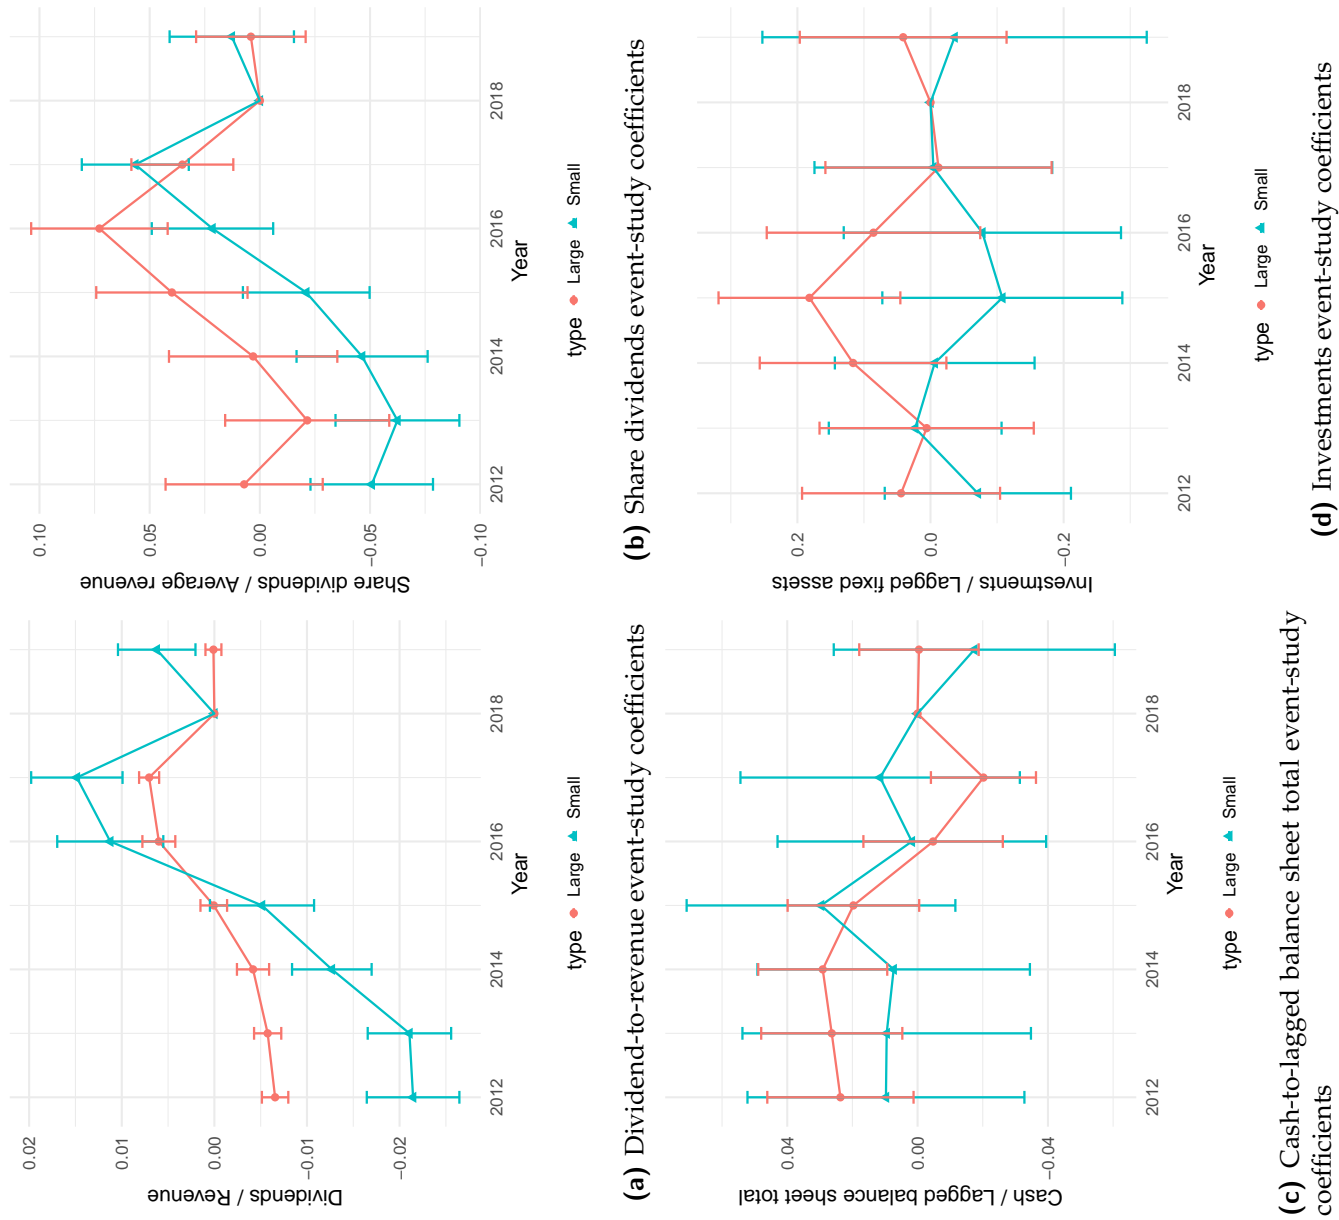 0.02
0.01
0.00
−0.01
−0.02
Dividends / Revenue
2012
2014
2016
2018
Year
type Large Small
(a) Dividend-to-revenue event-study coefficients
0.10
0.05
0.00
−0.05
−0.10
Share dividends / Average revenue
2012
2014
2016
2018
Year
type Large Small
(b) Share dividends event-study coefficients
0.04
0.00
−0.04
Cash / Lagged balance sheet total
2012
2014
2016
2018
Year
type Large Small
(c) Cash-to-lagged balance sheet total event-study
coefficients
0.2
0.0
−0.2
Investments / Lagged fixed assets
2012
2014
2016
2018
Year
type Large Small
(d) Investments event-study coefficients